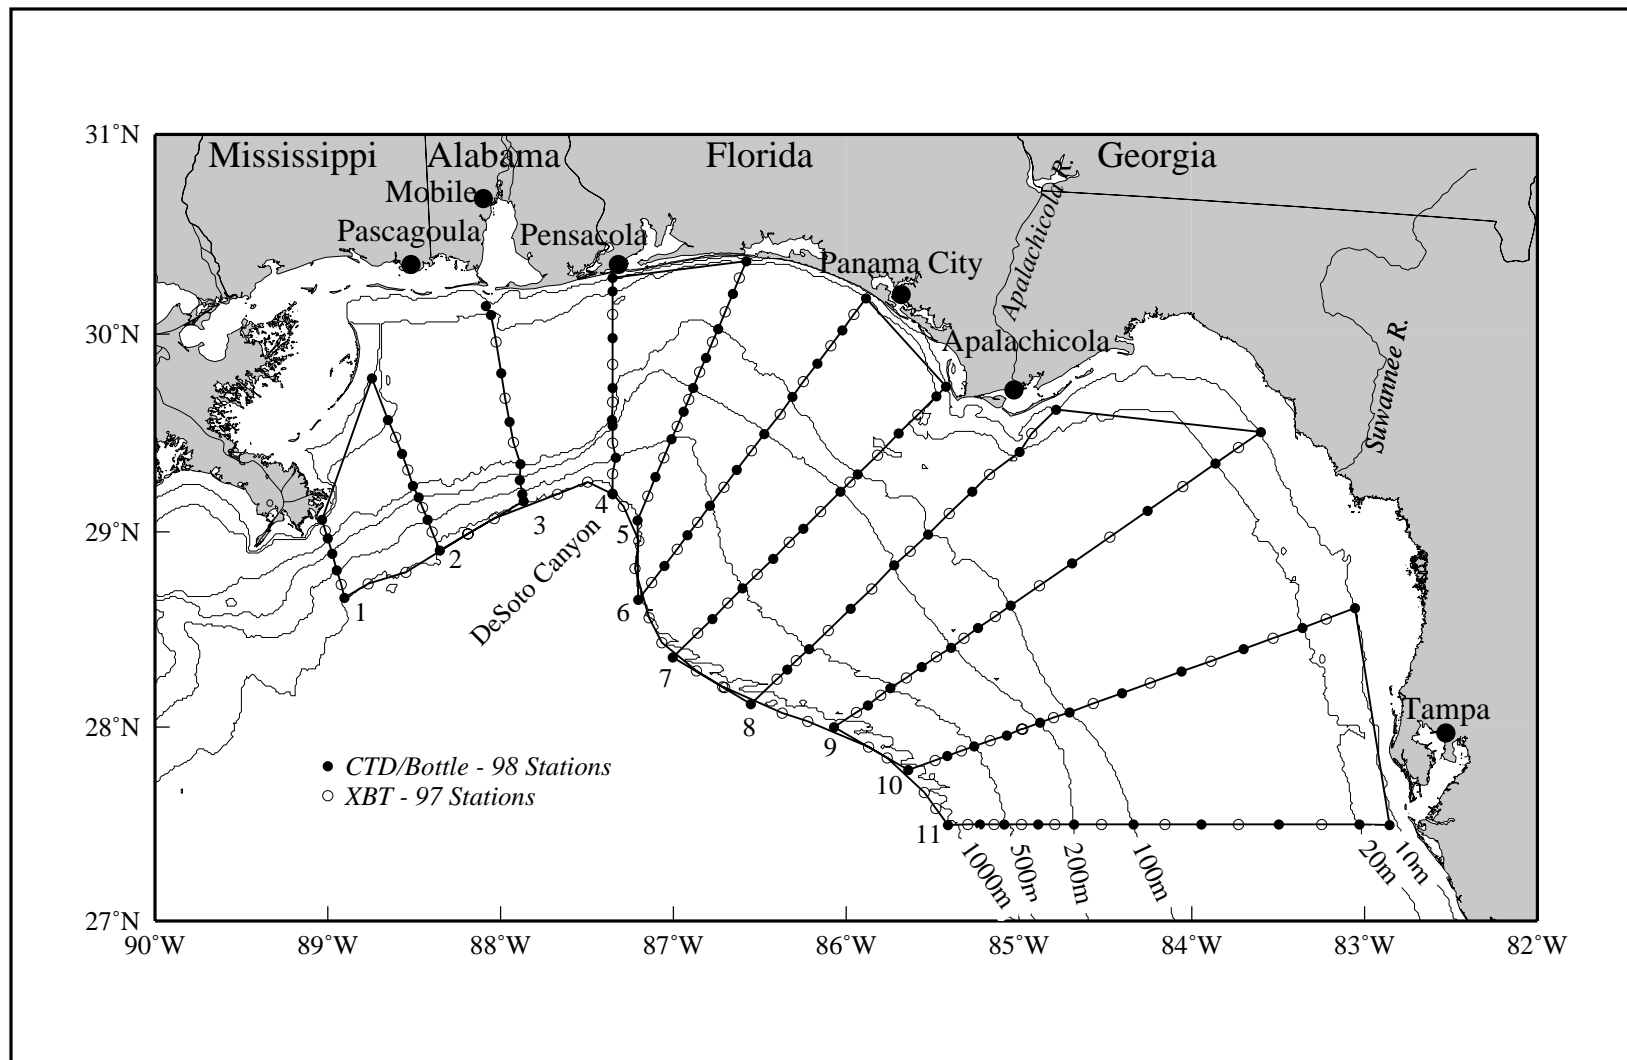 31°N
Mississippi Alabama Florida Georgia
Mobile
Pascagoula
Pensacola
Panama City
Apalachicola R.
Apalachicola
Suwannee R.
30°N
29°N
28°N
27°N
DeSoto Canyon
1
2
3
4
5
6
7
8
9
10
11
Tampa
CTD/Bottle - 98 Stations
XBT - 97 Stations
1000m
500m
200m
100m
20m
10m
90°W
89°W
88°W
87°W
86°W
85°W
84°W
83°W
82°W